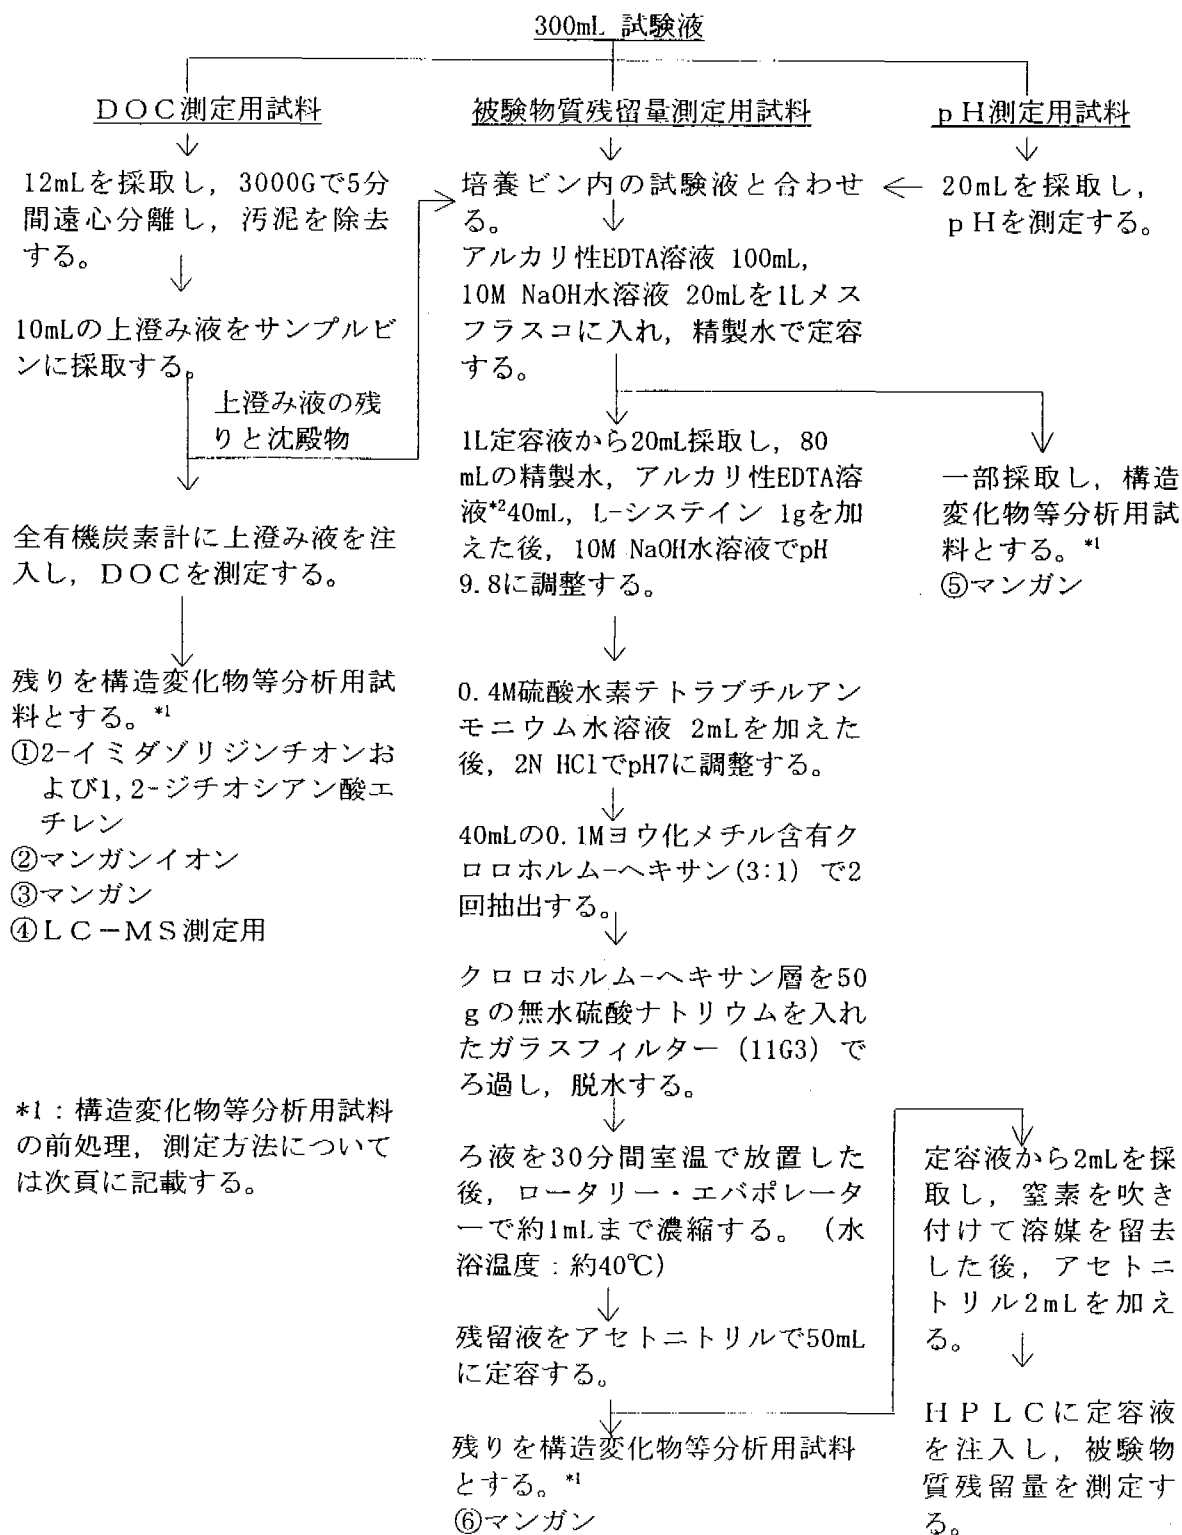 300mL 試験液
DOC測定用試料
12mLを採取し，3000Gで5分
間遠心分離し，汚泥を除去
する。
10mLの上澄み液をサンプルビ
ンに採取する。
上澄み液の残
りと沈殿物
全有機炭素計に上澄み液を注
入し，DOCを測定する。
残りを構造変化物等分析用試
料とする。*1
①2-イミダゾリジンチオンお
よび1,2-ジチオシアン酸エ
チレン
②マンガンイオン
③マンガン
④LC－MS測定用
*1：構造変化物等分析用試料
の前処理，測定方法について
は次頁に記載する。
被験物質残留量測定用試料
培養ビン内の試験液と合わせ
る。
アルカリ性EDTA溶液 100mL，
10M NaOH水溶液 20mLを1Lメス
フラスコに入れ，精製水で定容
する。
1L定容液から20mL採取し，80
mLの精製水，アルカリ性EDTA溶
液*240mL，L-システイン 1gを加
えた後，10M NaOH水溶液でpH
9.8に調整する。
0.4M硫酸水素テトラブチルアン
モニウム水溶液 2mLを加えた
後，2N HClでpH7に調整する。
40mLの0.1Mヨウ化メチル含有ク
ロロホルム-ヘキサン(3:1) で2
回抽出する。
クロロホルム-ヘキサン層を50
gの無水硫酸ナトリウムを入れ
たガラスフィルター (11G3) で
ろ過し，脱水する。
ろ液を30分間室温で放置した
後，ロータリー・エバポレータ
ーで約1mLまで濃縮する。（水
浴温度：約40℃）
残留液をアセトニトリルで50mL
に定容する。
残りを構造変化物等分析用試料
とする。*1
⑥マンガン
pH測定用試料
20mLを採取し，
pHを測定する。
一部採取し，構造
変化物等分析用試
料とする。*1
⑤マンガン
定容液から2mLを採
取し，窒素を吹き
付けて溶媒を留去
した後，アセトニ
トリル2mLを加え
る。
HPLCに定容液
を注入し，被験物
質残留量を測定す
る。